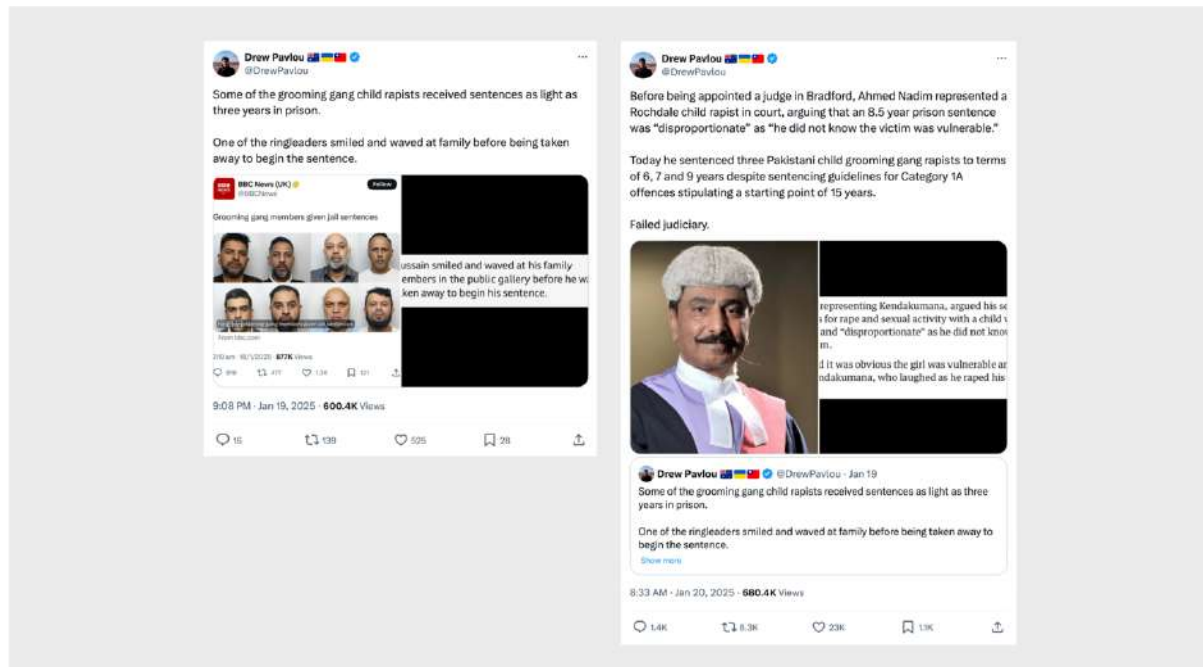 Drew Pavlou
@DrewPavlou
Some of the grooming gang child rapists received sentences as light as
three years in prison.
One of the ringleaders smiled and waved at family before being taken
away to begin the sentence.
BBC News (UK)
@BBCNews
Follow
Grooming gang members given jail sentences
From bbc.com
877K Views
ussain smiled and waved at his family
embers in the public gallery before he w
ken away to begin his sentence.
9:08 PM · Jan 19, 2025 · 600.4K Views
16
139
525
28
Drew Pavlou
@DrewPavlou
Before being appointed a judge in Bradford, Ahmed Nadim represented a
Rochdale child rapist in court, arguing that an 8.5 year prison sentence
was “disproportionate” as “he did not know the victim was vulnerable.”
Today he sentenced three Pakistani child grooming gang rapists to terms
of 6, 7 and 9 years despite sentencing guidelines for Category 1A
offences stipulating a starting point of 15 years.
Failed judiciary.
representing Kendakumana, argued his se
for rape and sexual activity with a child
and “disproportionate” as he did not know
m.
d it was obvious the girl was vulnerable
ndakumana, who laughed as he raped his
Drew Pavlou @DrewPavlou · Jan 19
Some of the grooming gang child rapists received sentences as light as three
years in prison.
One of the ringleaders smiled and waved at family before being taken away to
begin the sentence.
Show more
8:33 AM · Jan 20, 2025 · 680.4K Views
1.4K
8.3K
23K
1.1K